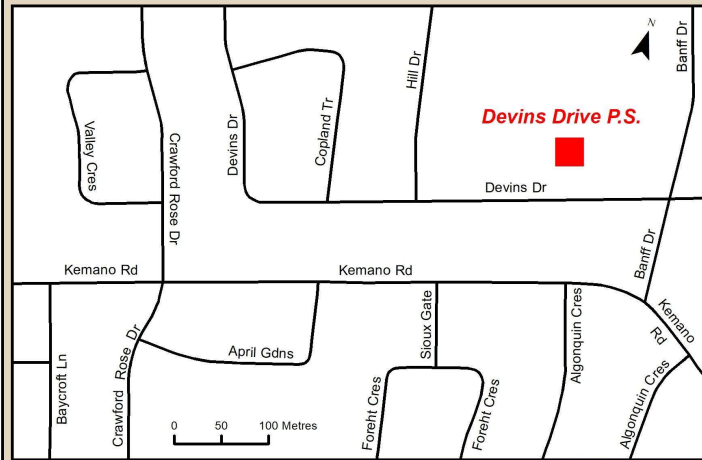 N
Banff Dr
Hill Dr
Devins Drive P.S.
Valley Cres
Crawford Rose Dr
Devins Dr
Copland Tr
Devins Dr
Banff Dr
Kemano Rd
Kemano Rd
Kemano
Rd
Baycroft Ln
Crawford Rose Dr
April Gdns
Sioux Gate
Algonquin Cres
Algonquin Cres
Foreht Cres
Foreht Cres
0 50 100 Metres